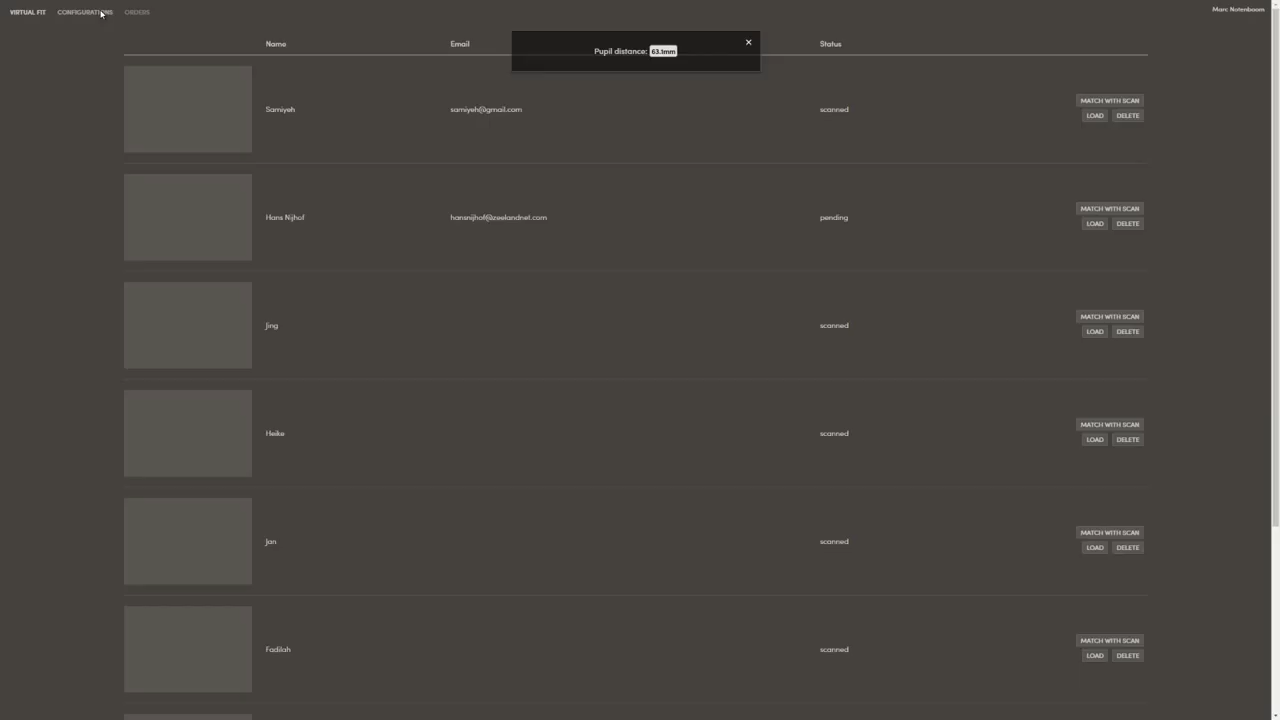 VIRTUAL FIT CONFIGURATIONS ORDERS Marc Notenboom
Name Email Status
Pupil distance: 63.1mm ×
Samiyeh samiyeh@gmail.com scanned
MATCH WITH SCAN
LOAD DELETE
Hans Nijhof hansnijhof@zeelandnet.com pending
MATCH WITH SCAN
LOAD DELETE
Jing scanned
MATCH WITH SCAN
LOAD DELETE
Heike scanned
MATCH WITH SCAN
LOAD DELETE
Jan scanned
MATCH WITH SCAN
LOAD DELETE
Fadilah scanned
MATCH WITH SCAN
LOAD DELETE